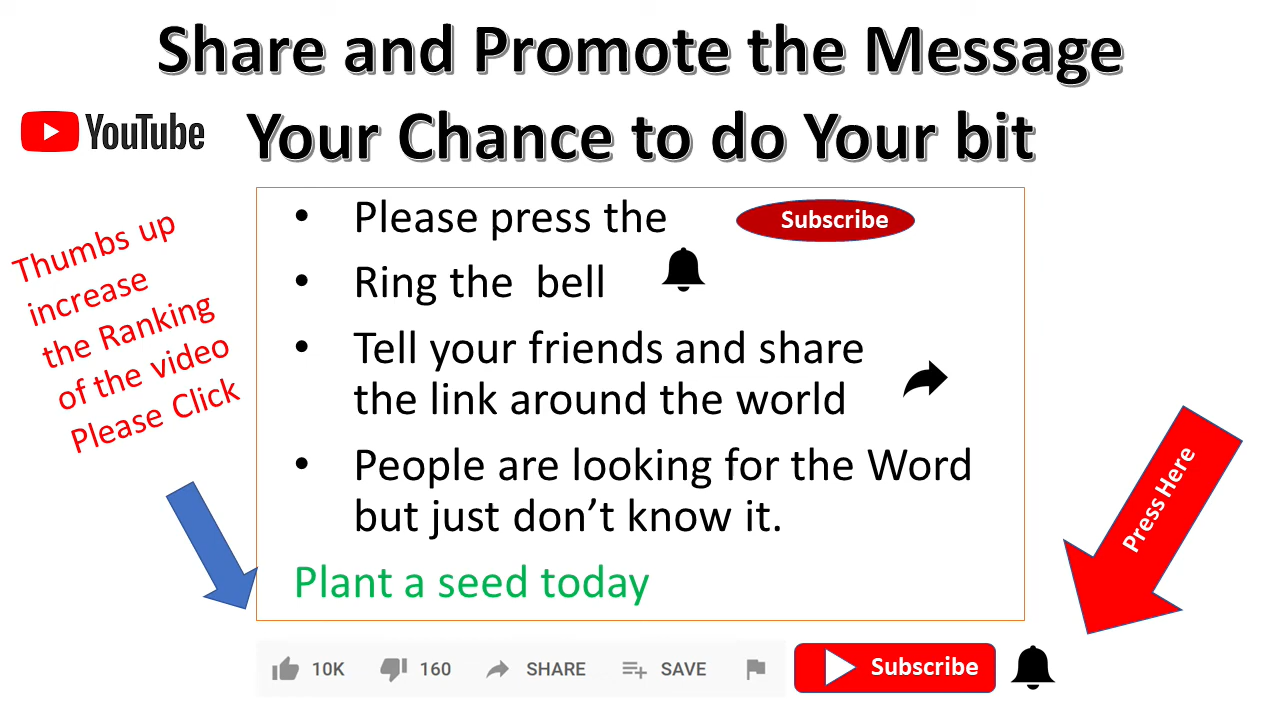 Share and Promote the Message
YouTube
Your Chance to do Your bit
Thumbs up
increase
the Ranking
of the video
Please Click
• Please press the Subscribe
• Ring the bell
• Tell your friends and share
the link around the world
• People are looking for the Word
but just don’t know it.
Plant a seed today
Press Here
10K 160 SHARE SAVE Subscribe